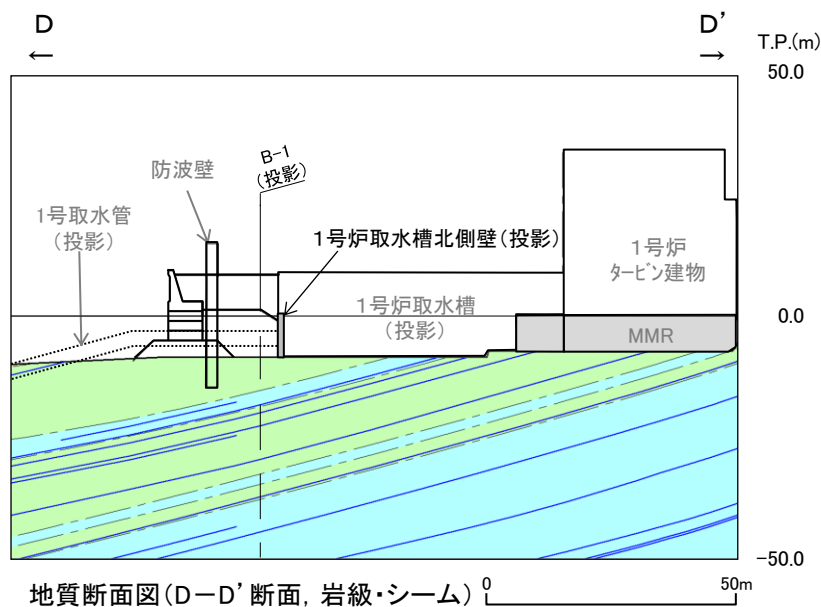 D
←
D'
→
T.P.(m)
50.0
防波壁
B-1
(投影)
1号取水管
(投影)
1号炉取水槽北側壁(投影)
1号炉
タービン建物
1号炉取水槽
(投影)
0.0
MMR
-50.0
地質断面図(D-D'断面, 岩級・シーム)
0
50m